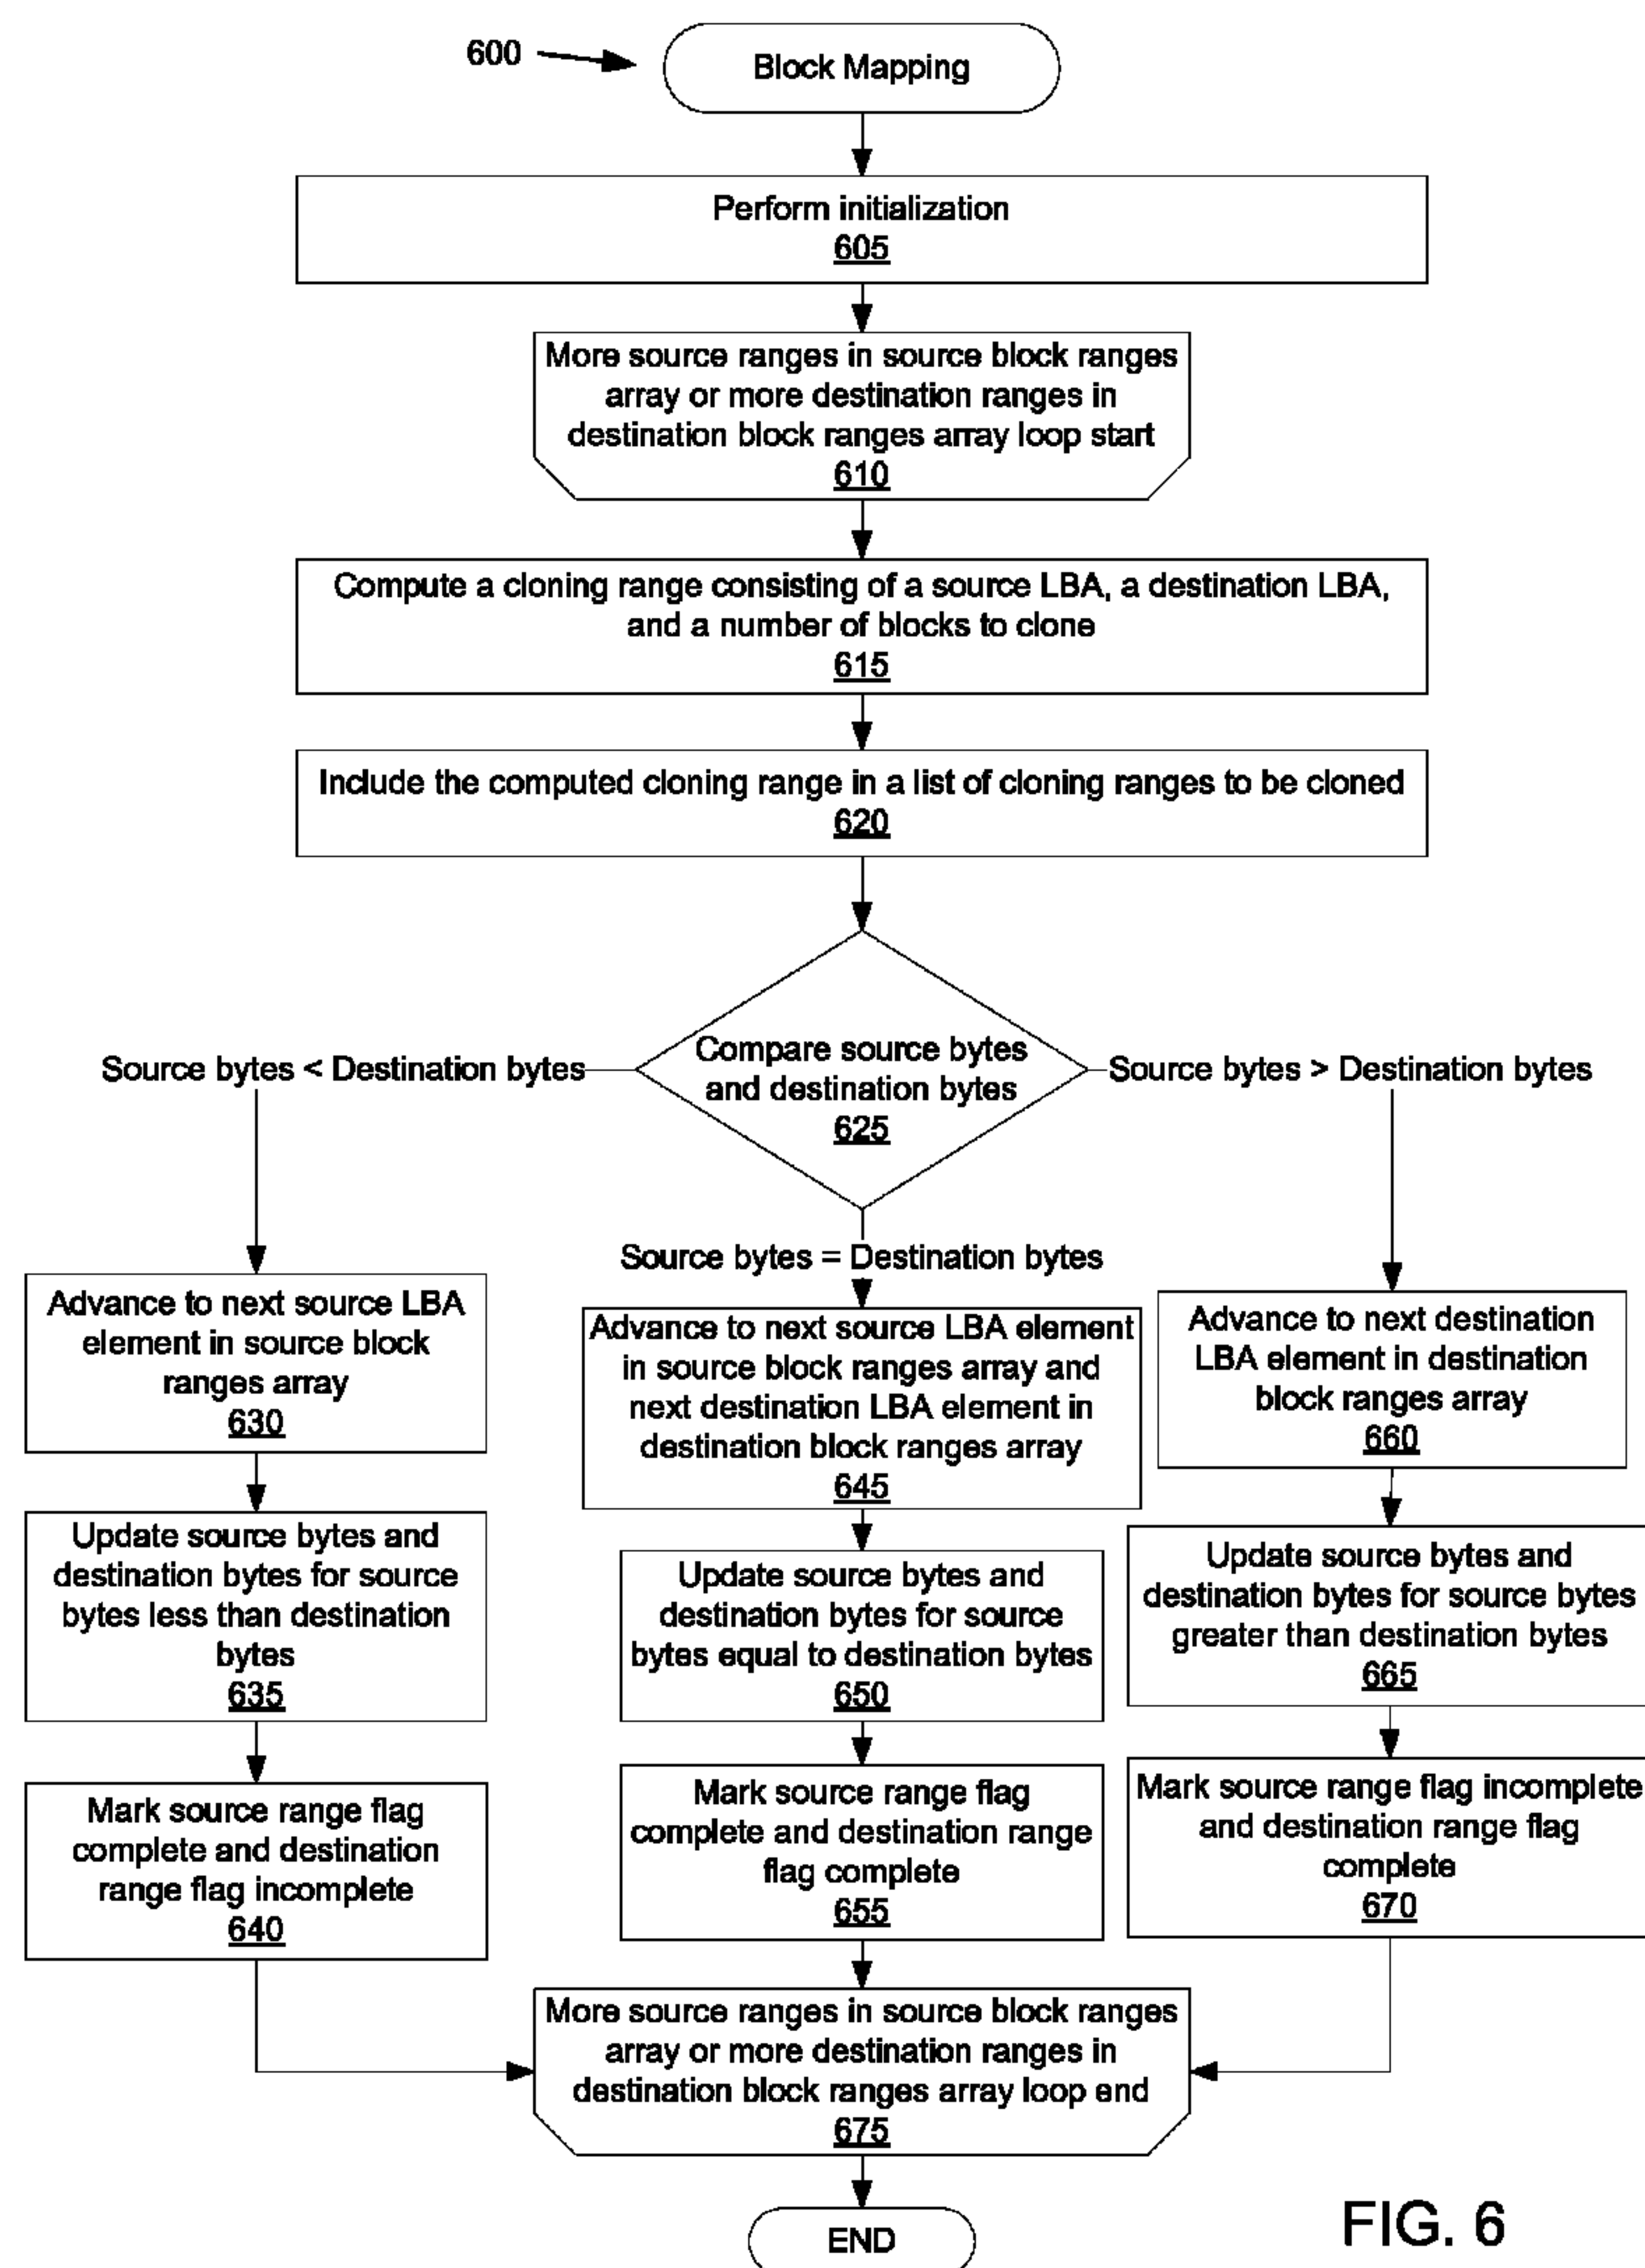 600
Block Mapping
Perform initialization
605
More source ranges in source block ranges
array or more destination ranges in
destination block ranges array loop start
610
Compute a cloning range consisting of a source LBA, a destination LBA,
and a number of blocks to clone
615
Include the computed cloning range in a list of cloning ranges to be cloned
620
Compare source bytes
and destination bytes
625
Source bytes < Destination bytes
Source bytes = Destination bytes
Source bytes > Destination bytes
Advance to next source LBA
element in source block
ranges array
630
Update source bytes and
destination bytes for source
bytes less than destination
bytes
635
Mark source range flag
complete and destination
range flag incomplete
640
Advance to next source LBA element
in source block ranges array and
next destination LBA element in
destination block ranges array
645
Update source bytes and
destination bytes for source
bytes equal to destination bytes
650
Mark source range flag
complete and destination range
flag complete
655
Advance to next destination
LBA element in destination
block ranges array
660
Update source bytes and
destination bytes for source bytes
greater than destination bytes
665
Mark source range flag incomplete
and destination range flag
complete
670
More source ranges in source block ranges
array or more destination ranges in
destination block ranges array loop end
675
END
FIG. 6